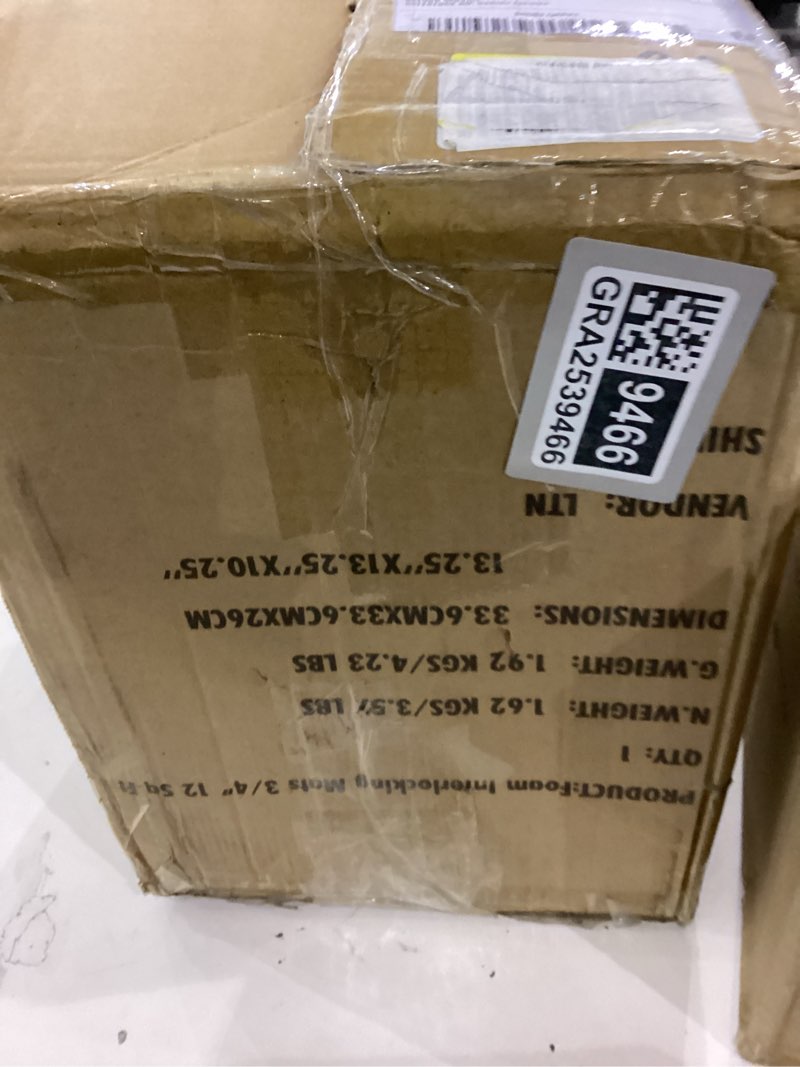 PRODUCT:Foam Interlocking Mats 3/4" 12 Sq Ft
QTY: 1
N.WEIGHT: 1.62 KGS/3.57 LBS
G.WEIGHT: 1.92 KGS/4.23 LBS
DIMENSIONS: 33.6CMX33.6CMX26CM
13.25''X13.25''X10.25''
VENDOR: LTN
GRA2539466
9466